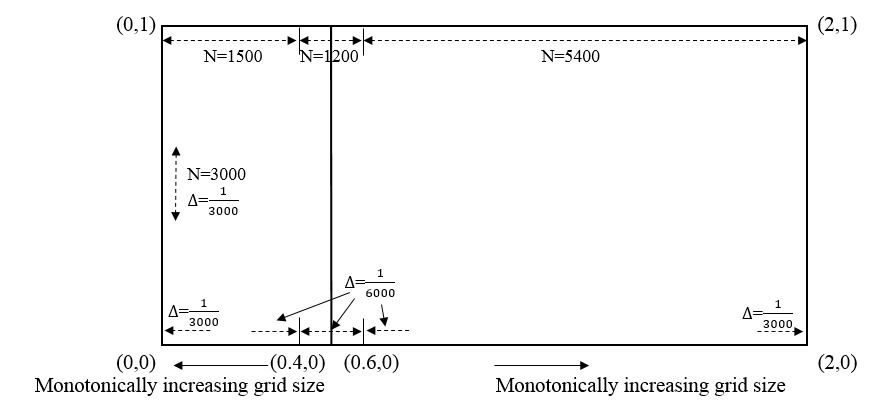 (0,1) (2,1)
N=1500 N=1200 N=5400
N=3000
Δ=1/3000
Δ=1/6000
Δ=1/3000 Δ=1/3000
(0,0) (0.4,0) (0.6,0) (2,0)
Monotonically increasing grid size Monotonically increasing grid size